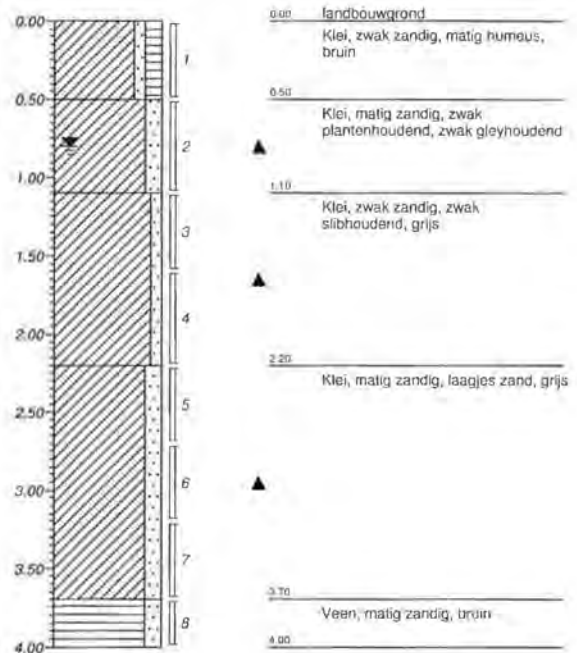 0.00
0.50
1.00
1.50
2.00
2.50
3.00
3.50
4.00
1
2
3
4
5
6
7
8
0.00
landbouwgrond
Klei, zwak zandig, matig humeus,
bruin
0.50
Klei, matig zandig, zwak
plantenhoudend, zwak gleyhoudend
1.10
Klei, zwak zandig, zwak
slibhoudend, grijs
2.20
Klei, matig zandig, laagjes zand, grijs
3.70
Veen, matig zandig, bruin
4.00